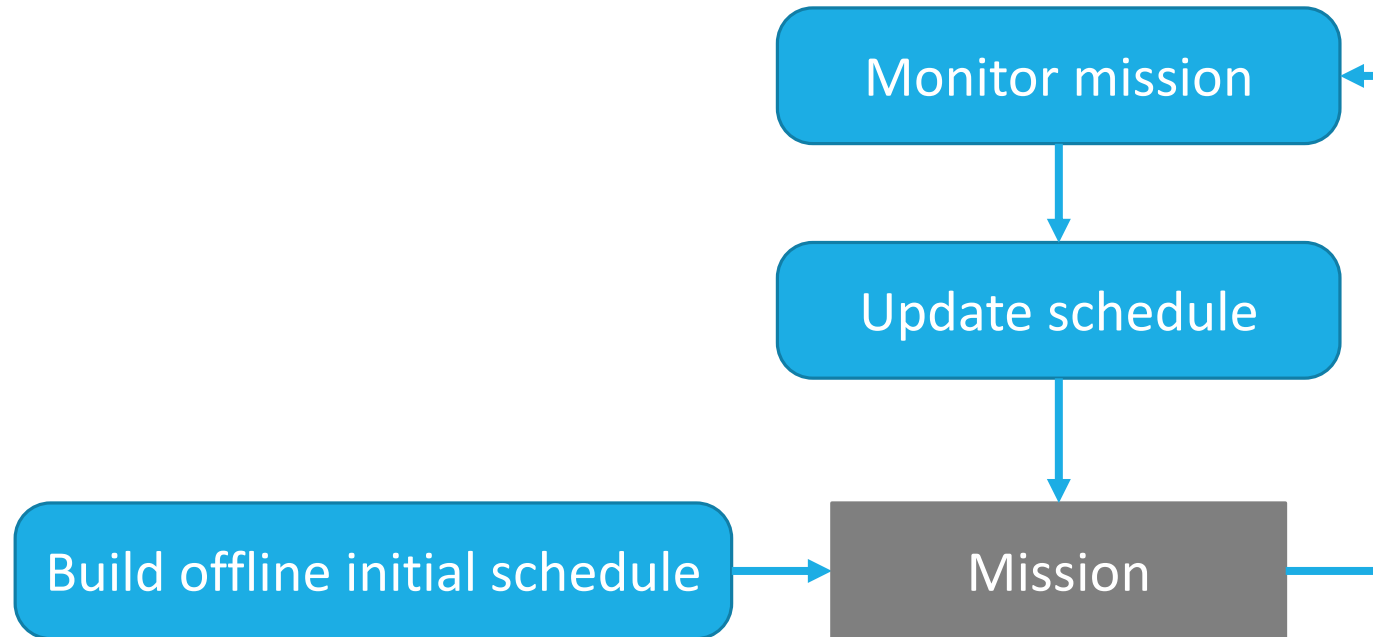 Monitor mission
Update schedule
Build offline initial schedule
Mission